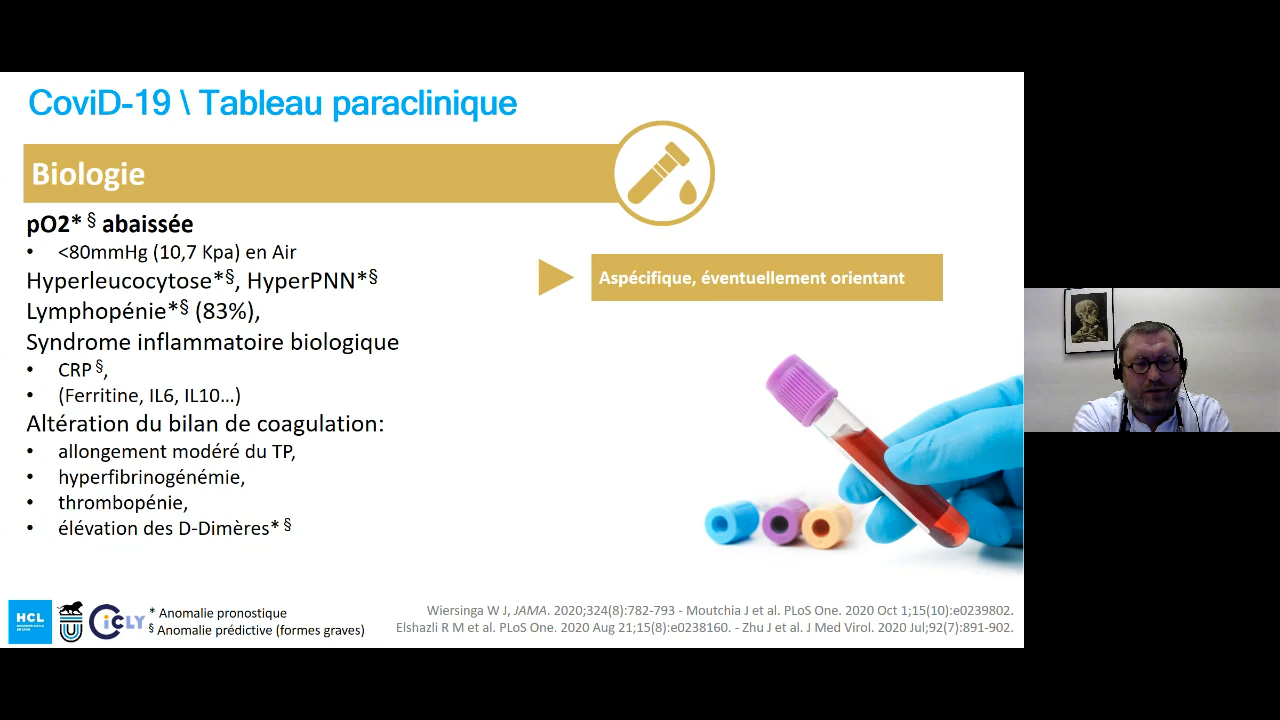 CoviD-19 \ Tableau paraclinique
Biologie
pO2* § abaissée
• <80mmHg (10,7 Kpa) en Air
Hyperleucocytose*§, HyperPNN*§
Lymphopénie*§ (83%),
Syndrome inflammatoire biologique
• CRP §,
• (Ferritine, IL6, IL10…)
Altération du bilan de coagulation:
• allongement modéré du TP,
• hyperfibrinogénémie,
• thrombopénie,
• élévation des D-Dimères* §
Aspécifique, éventuellement orientant
HCL
CiCLY
* Anomalie pronostique
§ Anomalie prédictive (formes graves)
Wiersinga W J, JAMA. 2020;324(8):782-793 - Moutchia J et al. PLoS One. 2020 Oct 1;15(10):e0239802.
Elshazli R M et al. PLoS One. 2020 Aug 21;15(8):e0238160. - Zhu J et al. J Med Virol. 2020 Jul;92(7):891-902.